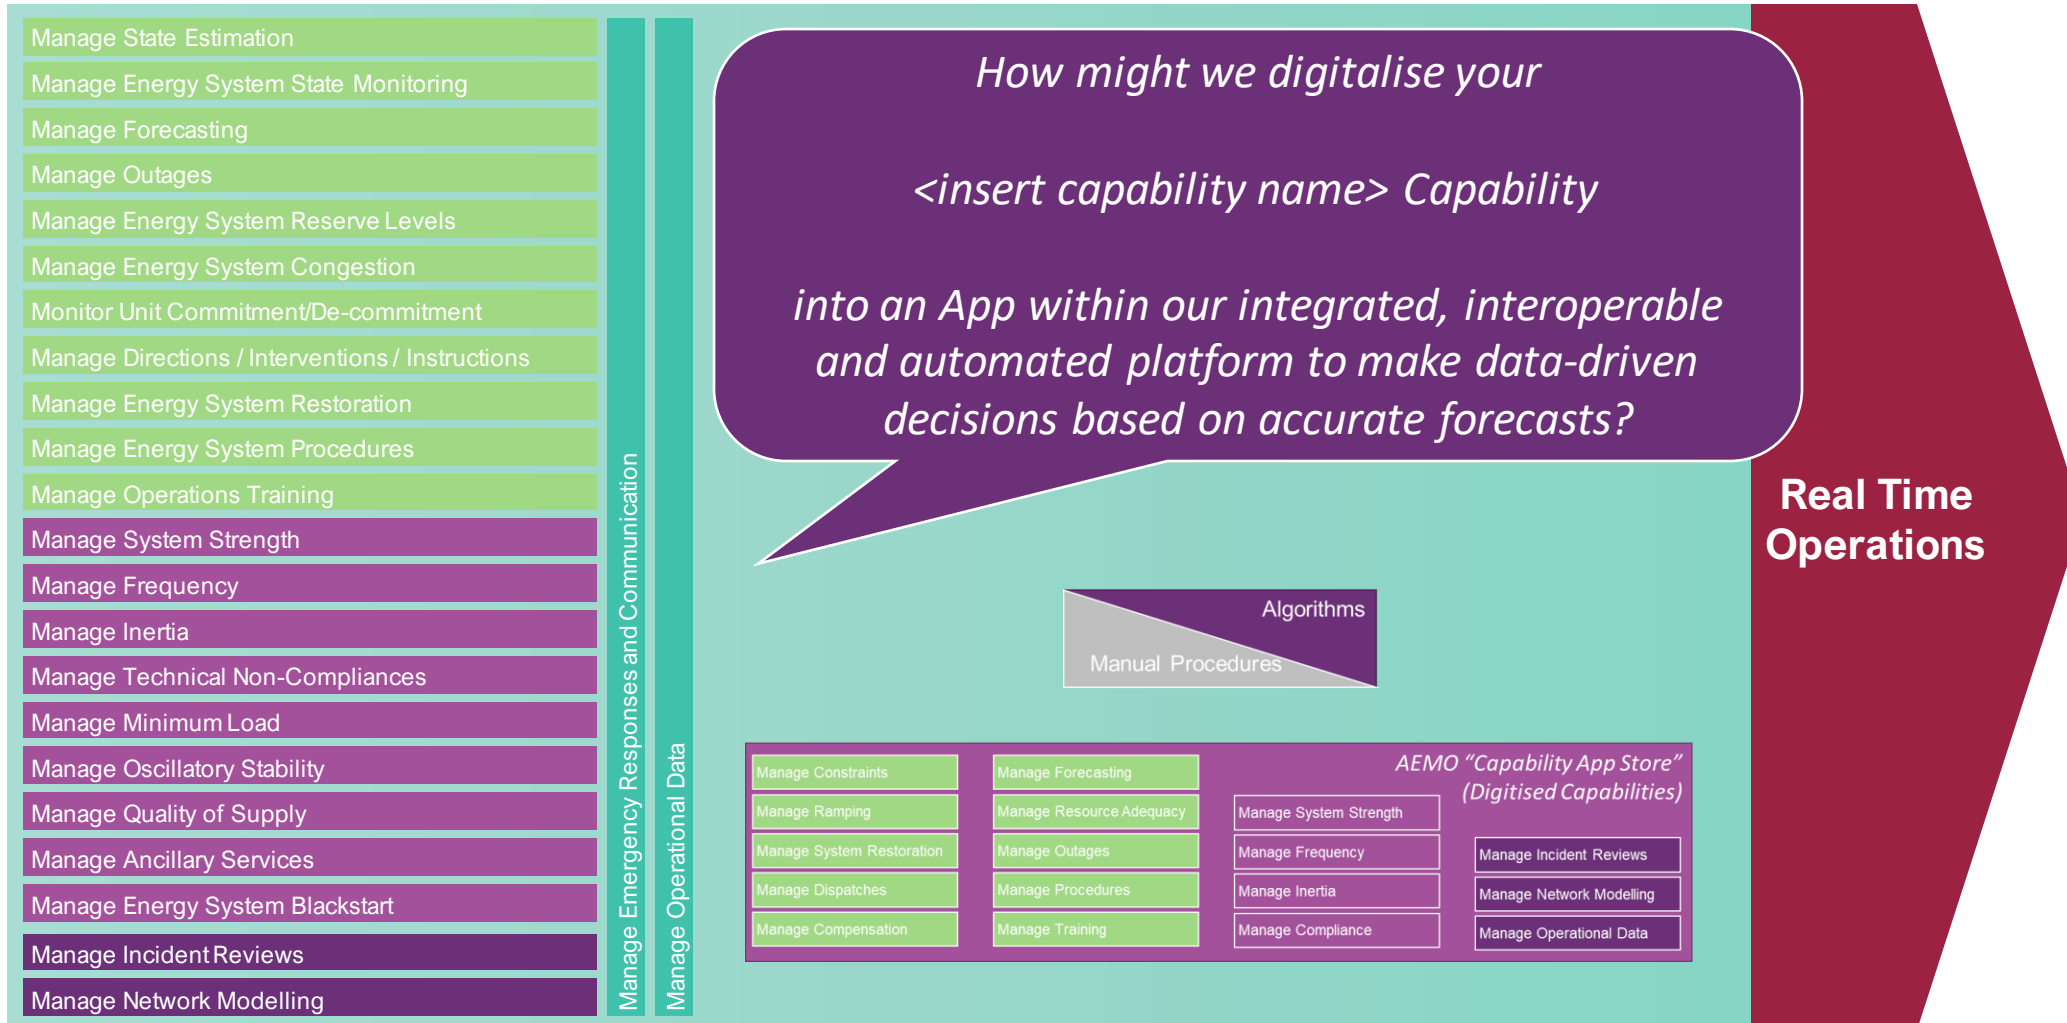 Manage State Estimation
Manage Energy System State Monitoring
Manage Forecasting
Manage Outages
Manage Energy System Reserve Levels
Manage Energy System Congestion
Monitor Unit Commitment/De-commitment
Manage Directions / Interventions / Instructions
Manage Energy System Restoration
Manage Energy System Procedures
Manage Operations Training
Manage System Strength
Manage Frequency
Manage Inertia
Manage Technical Non-Compliances
Manage Minimum Load
Manage Oscillatory Stability
Manage Quality of Supply
Manage Ancillary Services
Manage Energy System Blackstart
Manage Incident Reviews
Manage Network Modelling
Manage Emergency Responses and Communication
Manage Operational Data
How might we digitalise your
<insert capability name> Capability
into an App within our integrated, interoperable
and automated platform to make data-driven
decisions based on accurate forecasts?
Algorithms
Manual Procedures
AEMO “Capability App Store”
(Digitised Capabilities)
Manage Constraints
Manage Ramping
Manage System Restoration
Manage Dispatches
Manage Compensation
Manage Forecasting
Manage Resource Adequacy
Manage Outages
Manage Procedures
Manage Training
Manage System Strength
Manage Frequency
Manage Inertia
Manage Compliance
Manage Incident Reviews
Manage Network Modelling
Manage Operational Data
Real Time
Operations